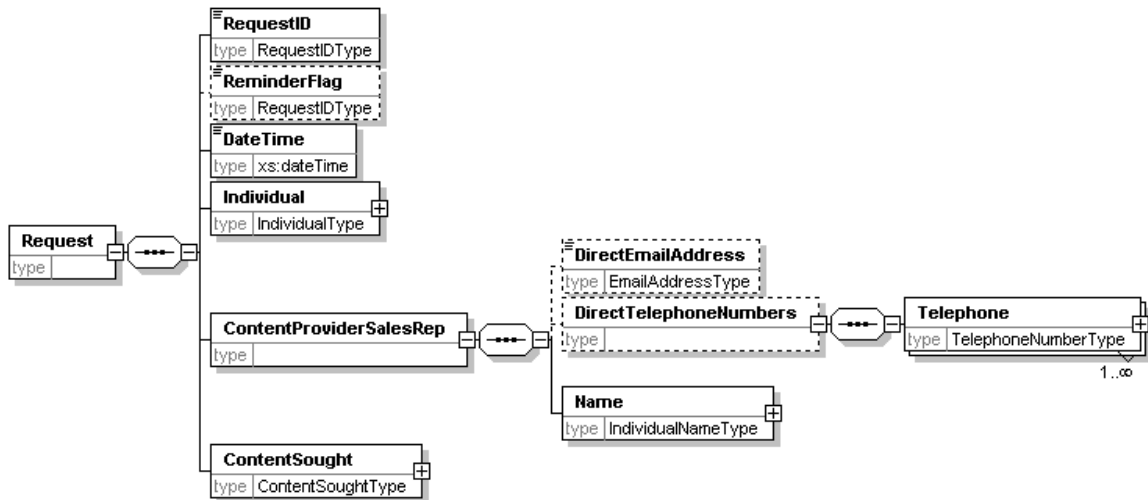 RequestID
type RequestIDType
ReminderFlag
type RequestIDType
DateTime
type xs:dateTime
Individual
type IndividualType
Request
type
ContentProviderSalesRep
type
DirectEmailAddress
type EmailAddressType
DirectTelephoneNumbers
type
Telephone
type TelephoneNumberType
1..∞
Name
type IndividualNameType
ContentSought
type ContentSoughtType